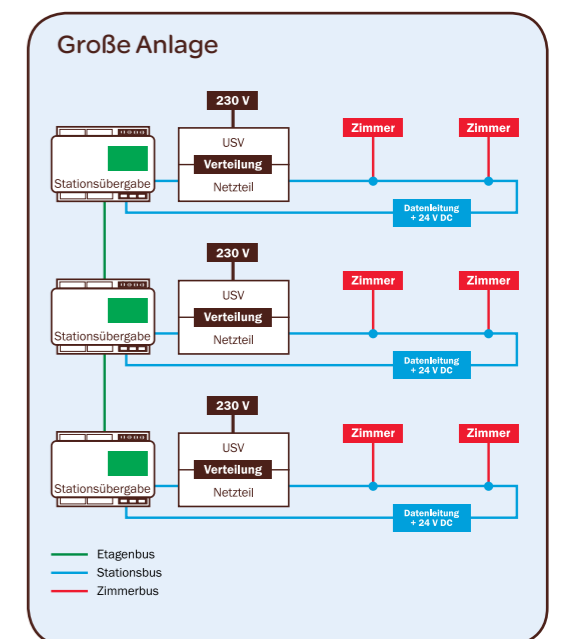 Große Anlage
230 V
Zimmer
Zimmer
USV
Verteilung
Netzteil
Stationsübergabe
Datenleitung
+ 24 V DC
230 V
Zimmer
Zimmer
USV
Verteilung
Netzteil
Stationsübergabe
Datenleitung
+ 24 V DC
230 V
Zimmer
Zimmer
USV
Verteilung
Netzteil
Stationsübergabe
Datenleitung
+ 24 V DC
Etagenbus
Stationsbus
Zimmerbus